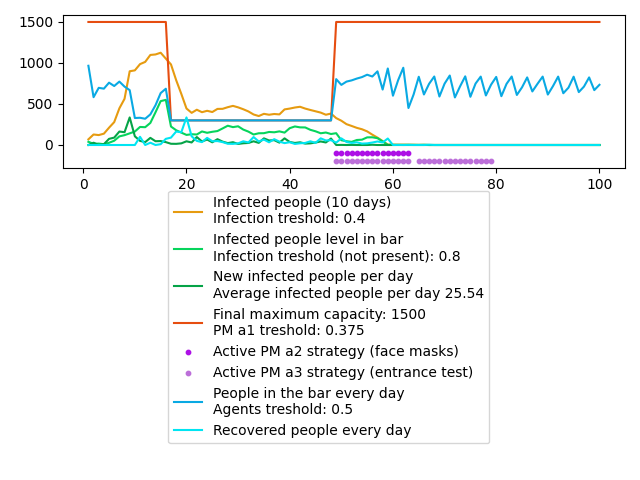 1500
1000
500
0
0 20 40 60 80 100
Infected people (10 days)
Infection treshold: 0.4
Infected people level in bar
Infection treshold (not present): 0.8
New infected people per day
Average infected people per day 25.54
Final maximum capacity: 1500
PM a1 treshold: 0.375
Active PM a2 strategy (face masks)
Active PM a3 strategy (entrance test)
People in the bar every day
Agents treshold: 0.5
Recovered people every day